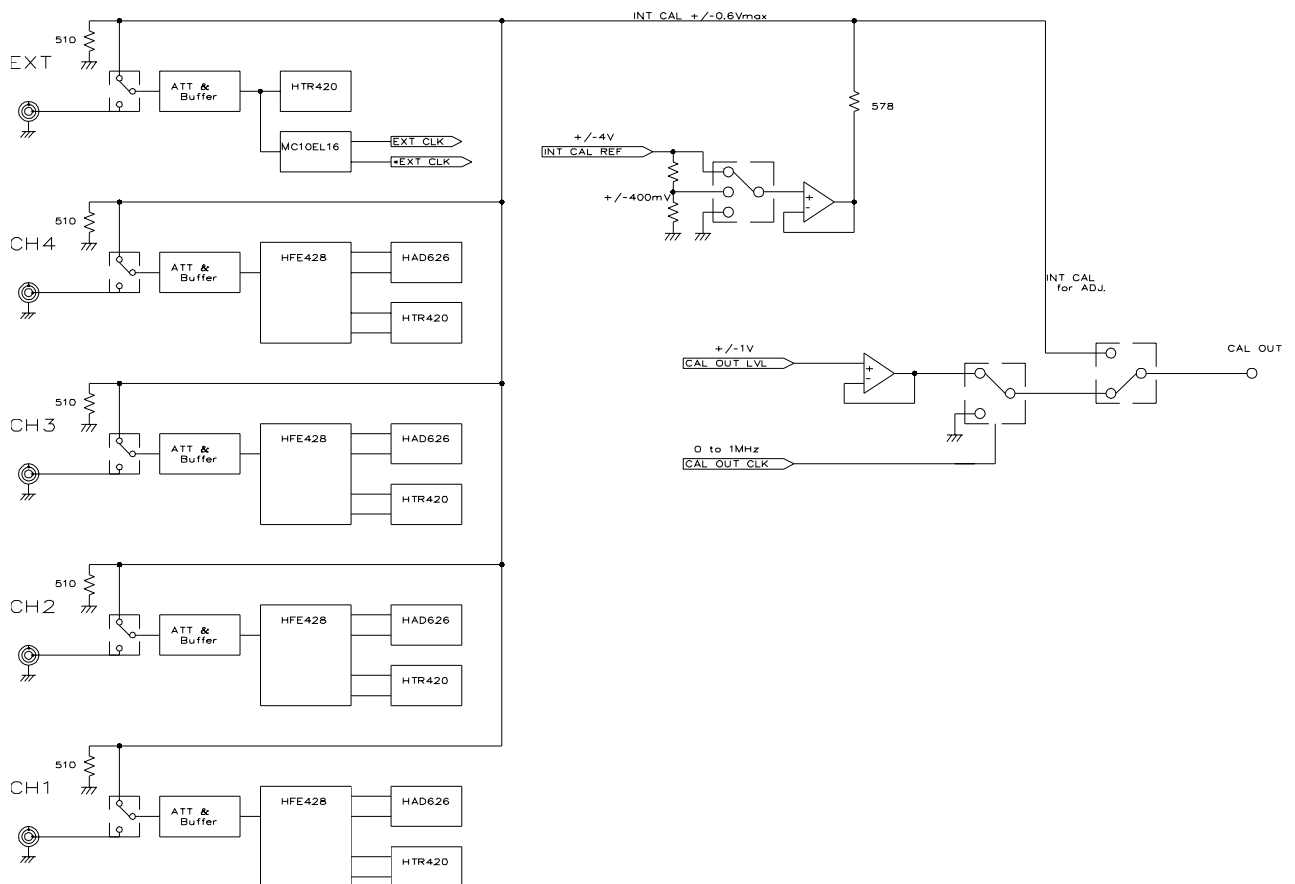 INT CAL +/-0.6Vmax
510
EXT
ATT &
Buffer
HTR420
MC10EL16
EXT CLK
*EXT CLK
578
+/-4V
INT CAL REF
+/-400mV
+
-
510
CH4
ATT &
Buffer
HFE428
HAD626
HTR420
INT CAL
for ADJ.
+/-1V
CAL OUT LVL
+
-
CAL OUT
0 to 1MHz
CAL OUT CLK
510
CH3
ATT &
Buffer
HFE428
HAD626
HTR420
510
CH2
ATT &
Buffer
HFE428
HAD626
HTR420
510
CH1
ATT &
Buffer
HFE428
HAD626
HTR420